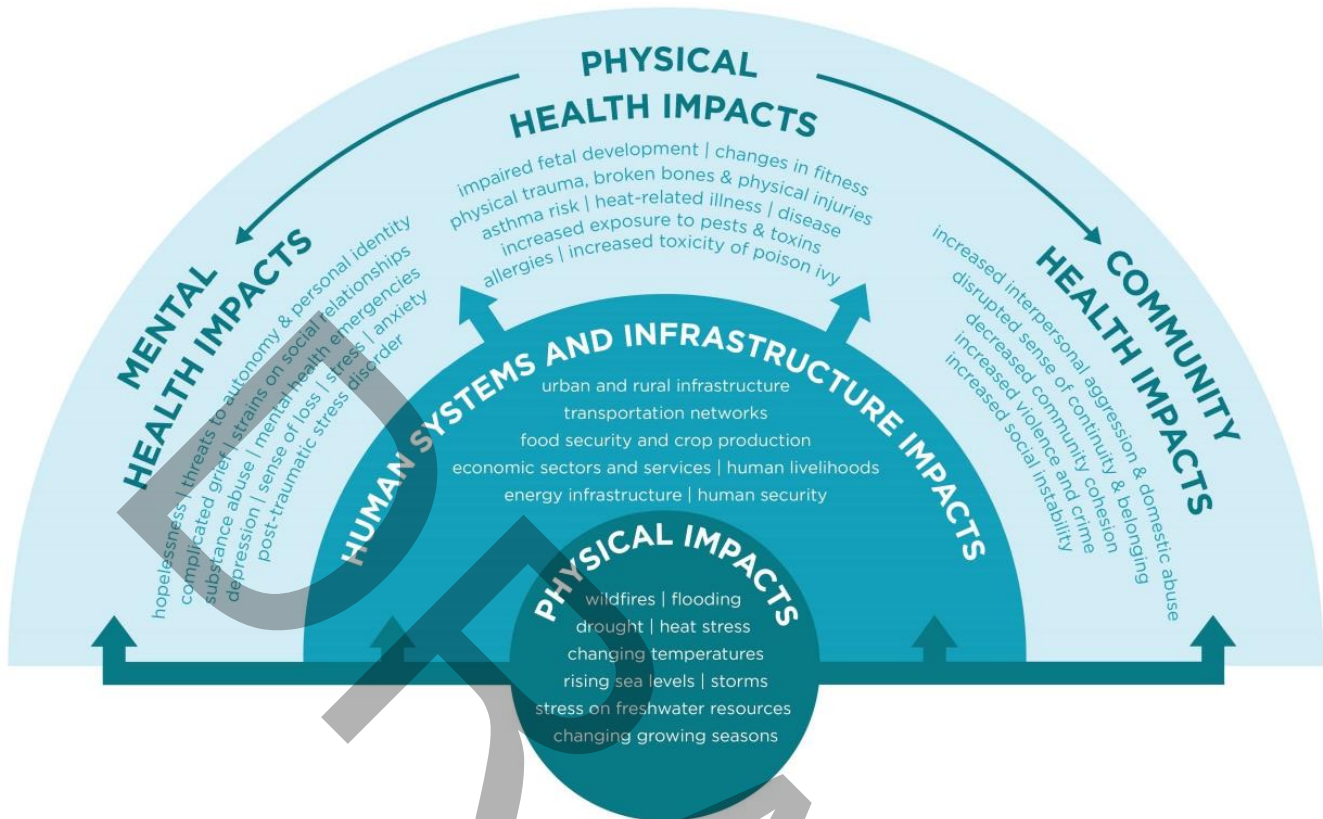 PHYSICAL
HEALTH IMPACTS
impaired fetal development | changes in fitness
physical trauma, broken bones & physical injuries
asthma risk | heat-related illness | disease
increased exposure to pests & toxins
allergies | increased toxicity of poison ivy
MENTAL
HEALTH IMPACTS
hopelessness | threats to autonomy & personal identity
complicated grief | strains on social relationships
substance abuse | mental health emergencies
depression | sense of loss | stress | anxiety
post-traumatic stress disorder
COMMUNITY
HEALTH IMPACTS
increased interpersonal aggression & domestic abuse
disrupted sense of continuity & belonging
decreased community cohesion
increased violence and crime
increased social instability
HUMAN SYSTEMS AND INFRASTRUCTURE IMPACTS
urban and rural infrastructure
transportation networks
food security and crop production
economic sectors and services | human livelihoods
energy infrastructure | human security
PHYSICAL IMPACTS
wildfires | flooding
drought | heat stress
changing temperatures
rising sea levels | storms
stress on freshwater resources
changing growing seasons